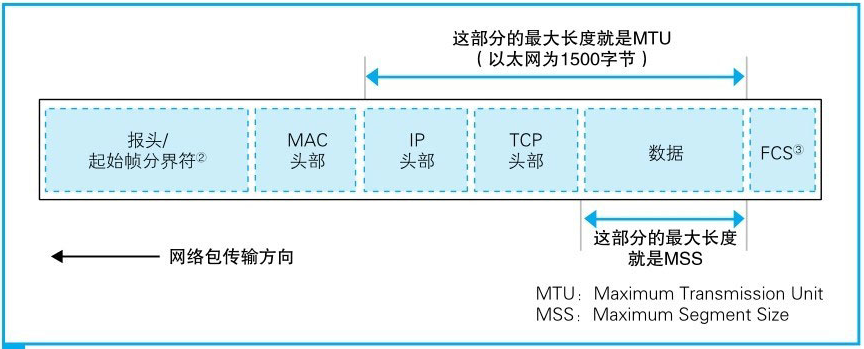 这部分的最大长度就是MTU
（以太网为1500字节）
报头/
起始帧分界符②
MAC
头部
IP
头部
TCP
头部
数据
FCS③
这部分的最大长度
就是MSS
网络包传输方向
MTU：Maximum Transmission Unit
MSS：Maximum Segment Size